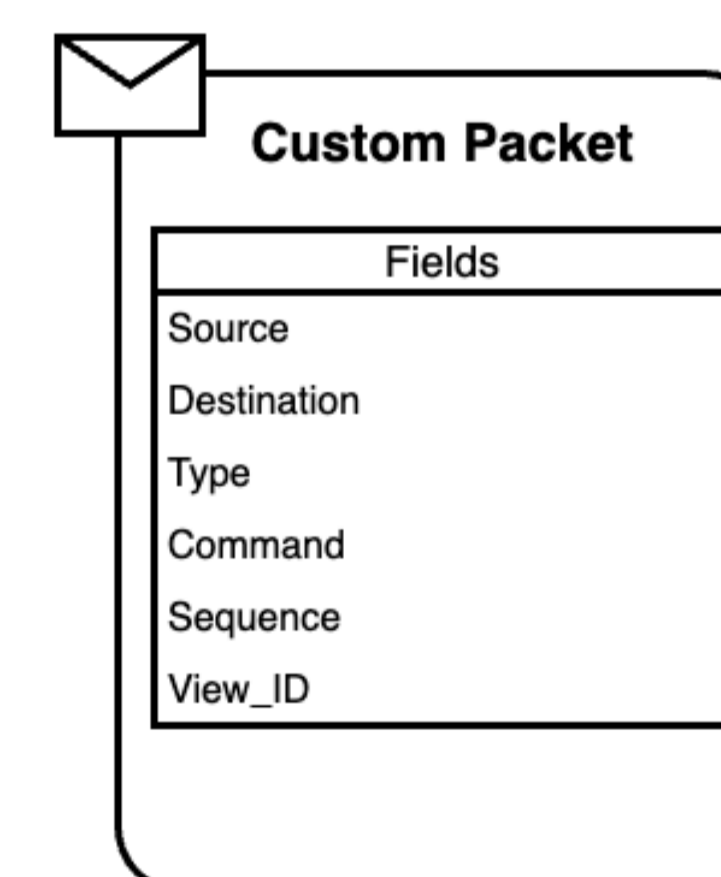 Custom Packet
Fields
Source
Destination
Type
Command
Sequence
View_ID